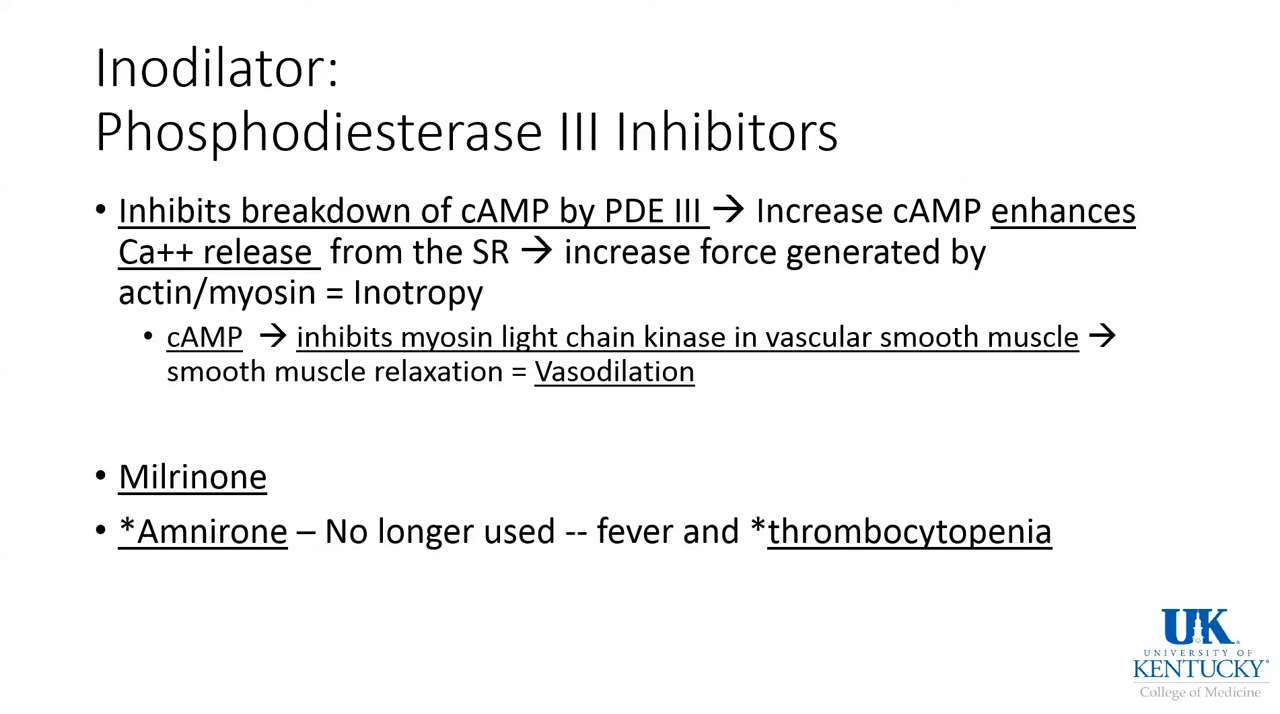 Inodilator:
Phosphodiesterase III Inhibitors
• Inhibits breakdown of cAMP by PDE III → Increase cAMP enhances
Ca++ release from the SR → increase force generated by
actin/myosin = Inotropy
• cAMP → inhibits myosin light chain kinase in vascular smooth muscle →
smooth muscle relaxation = Vasodilation
• Milrinone
• *Amnirone – No longer used -- fever and *thrombocytopenia
UK
UNIVERSITY OF
KENTUCKY®
College of Medicine